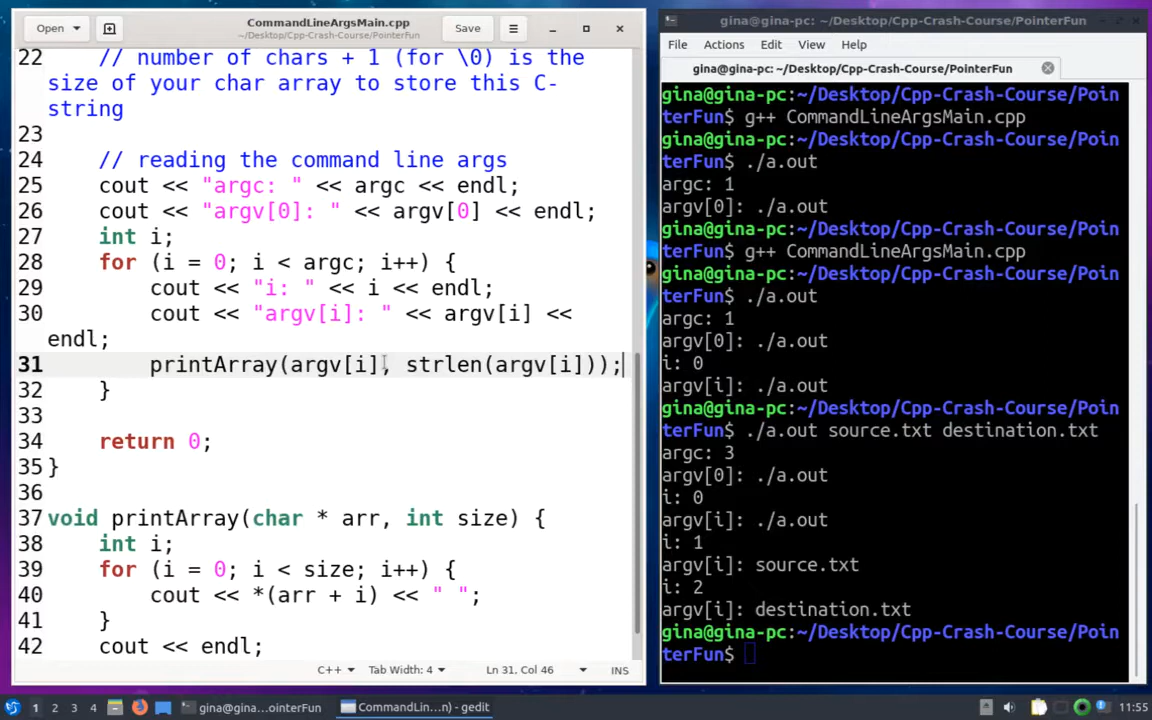 Open
CommandLineArgsMain.cpp
~/Desktop/Cpp-Crash-Course/PointerFun
Save
22 // number of chars + 1 (for \0) is the
size of your char array to store this C-
string
23
24 // reading the command line args
25 cout << "argc: " << argc << endl;
26 cout << "argv[0]: " << argv[0] << endl;
27 int i;
28 for (i = 0; i < argc; i++) {
29 cout << "i: " << i << endl;
30 cout << "argv[i]: " << argv[i] <<
endl;
31 printArray(argv[i], strlen(argv[i]));
32 }
33
34 return 0;
35 }
36
37 void printArray(char * arr, int size) {
38 int i;
39 for (i = 0; i < size; i++) {
40 cout << *(arr + i) << " ";
41 }
42 cout << endl;
C++ Tab Width: 4 Ln 31, Col 46 INS
gina@gina-pc: ~/Desktop/Cpp-Crash-Course/PointerFun
File Actions Edit View Help
gina@gina-pc: ~/Desktop/Cpp-Crash-Course/PointerFun
gina@gina-pc:~/Desktop/Cpp-Crash-Course/Poin
terFun$ g++ CommandLineArgsMain.cpp
gina@gina-pc:~/Desktop/Cpp-Crash-Course/Poin
terFun$ ./a.out
argc: 1
argv[0]: ./a.out
gina@gina-pc:~/Desktop/Cpp-Crash-Course/Poin
terFun$ g++ CommandLineArgsMain.cpp
gina@gina-pc:~/Desktop/Cpp-Crash-Course/Poin
terFun$ ./a.out
argc: 1
argv[0]: ./a.out
i: 0
argv[i]: ./a.out
gina@gina-pc:~/Desktop/Cpp-Crash-Course/Poin
terFun$ ./a.out source.txt destination.txt
argc: 3
argv[0]: ./a.out
i: 0
argv[i]: ./a.out
i: 1
argv[i]: source.txt
i: 2
argv[i]: destination.txt
gina@gina-pc:~/Desktop/Cpp-Crash-Course/Poin
terFun$
1 2 3 4 gina@gina...ointerFun CommandLin...n) - gedit 11:55